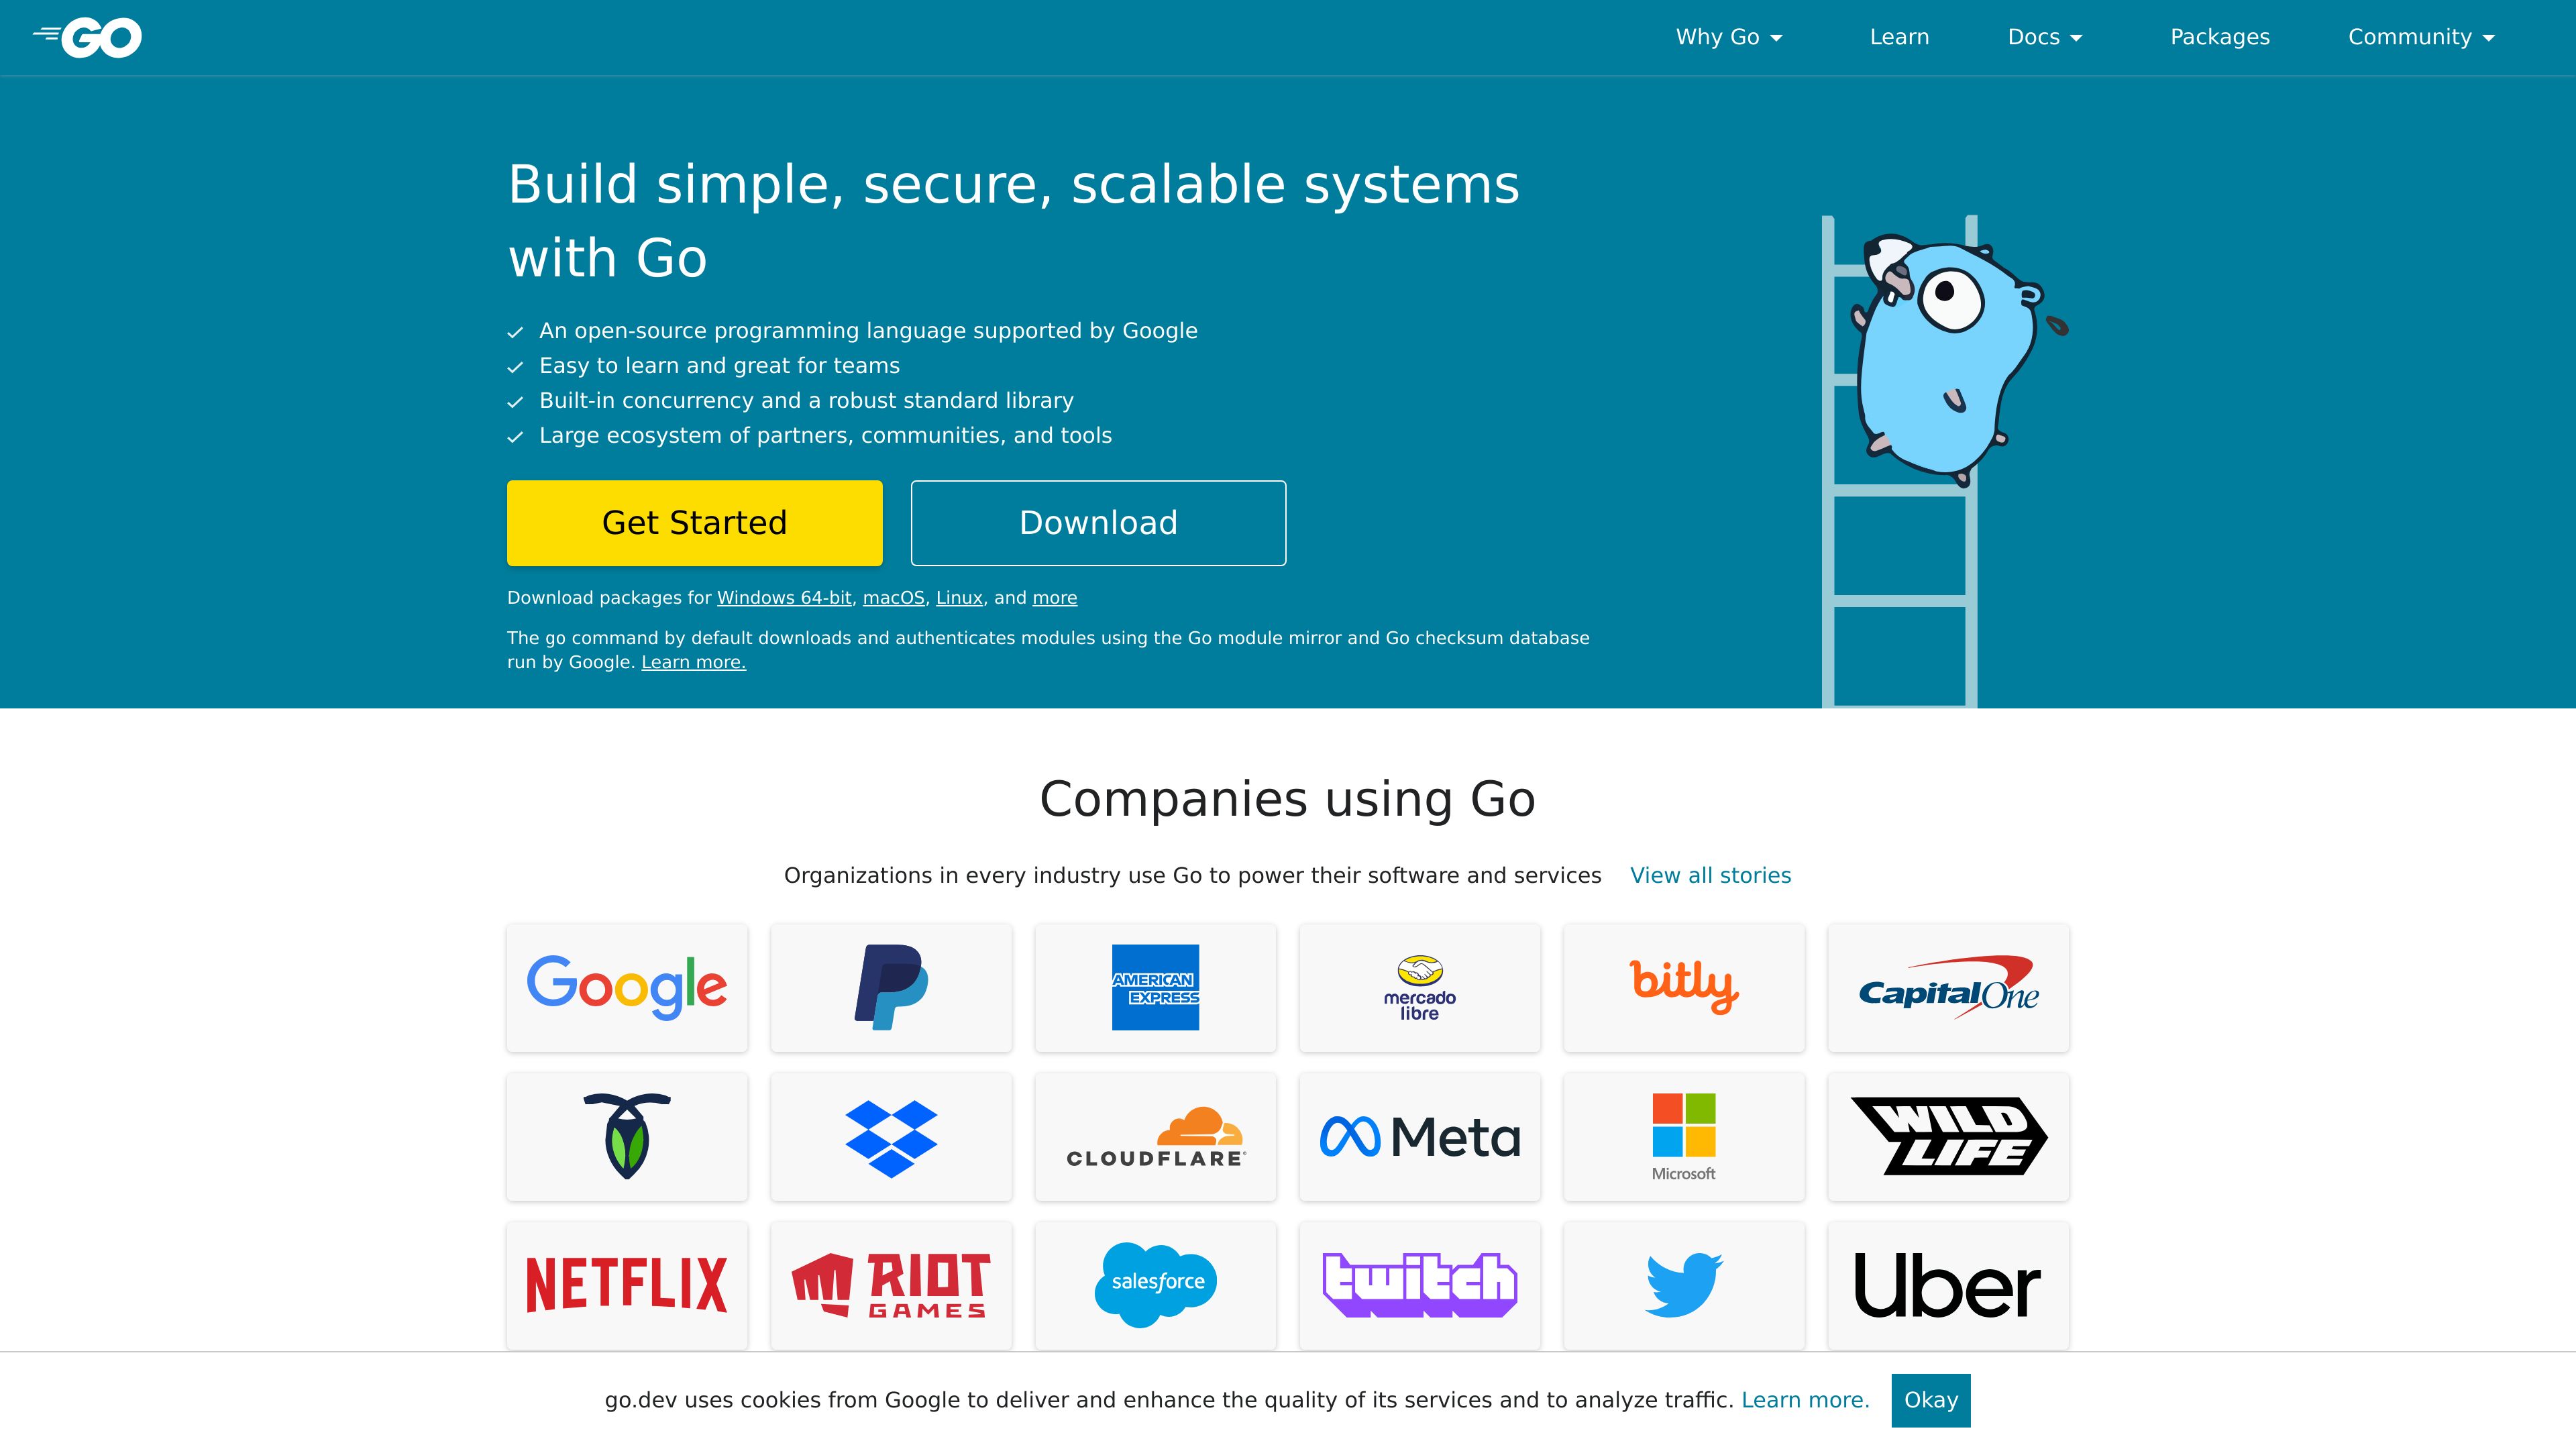 GO
Why Go
Learn
Docs
Packages
Community
Build simple, secure, scalable systems
with Go
An open-source programming language supported by Google
Easy to learn and great for teams
Built-in concurrency and a robust standard library
Large ecosystem of partners, communities, and tools
Get Started
Download
Download packages for Windows 64-bit, macOS, Linux, and more
The go command by default downloads and authenticates modules using the Go module mirror and Go checksum database
run by Google. Learn more.
Companies using Go
Organizations in every industry use Go to power their software and services View all stories
Google
AMERICAN
EXPRESS
mercado
libre
bitly
CapitalOne
CLOUDFLARE
Meta
Microsoft
WILD
LIFE
NETFLIX
RIOT
GAMES
salesforce
twitch
Uber
go.dev uses cookies from Google to deliver and enhance the quality of its services and to analyze traffic. Learn more.
Okay